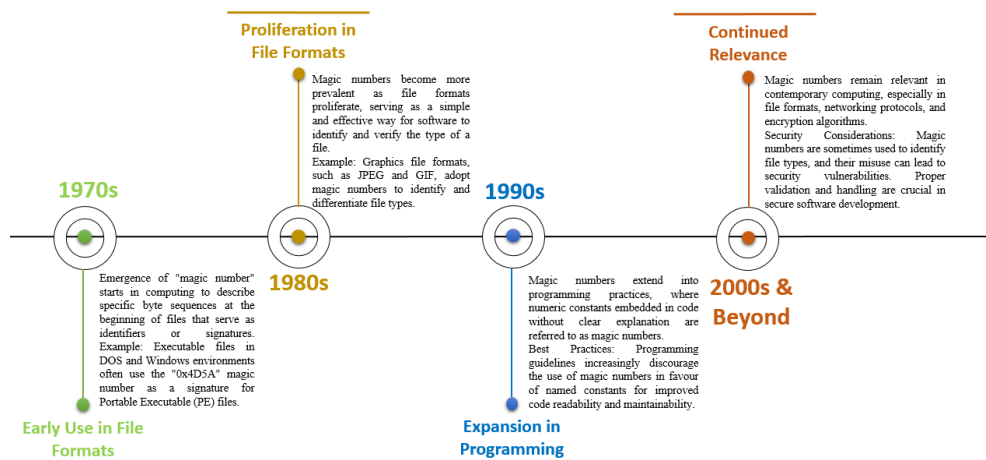 1970s
Emergence of "magic number"
starts in computing to describe
specific byte sequences at the
beginning of files that serve as
identifiers or signatures.
Example: Executable files in
DOS and Windows environments
often use the "0x4D5A" magic
number as a signature for
Portable Executable (PE) files.
Early Use in File
Formats
Proliferation in
File Formats
Magic numbers become more
prevalent as file formats
proliferate, serving as a simple
and effective way for software to
identify and verify the type of a
file.
Example: Graphics file formats,
such as JPEG and GIF, adopt
magic numbers to identify and
differentiate file types.
1980s
1990s
Magic numbers extend into
programming practices, where
numeric constants embedded in code
without clear explanation are
referred to as magic numbers.
Best Practices: Programming
guidelines increasingly discourage
the use of magic numbers in favour
of named constants for improved
code readability and maintainability.
Expansion in
Programming
Continued
Relevance
Magic numbers remain relevant in
contemporary computing, especially in
file formats, networking protocols, and
encryption algorithms.
Security Considerations: Magic
numbers are sometimes used to identify
file types, and their misuse can lead to
security vulnerabilities. Proper
validation and handling are crucial in
secure software development.
2000s &
Beyond